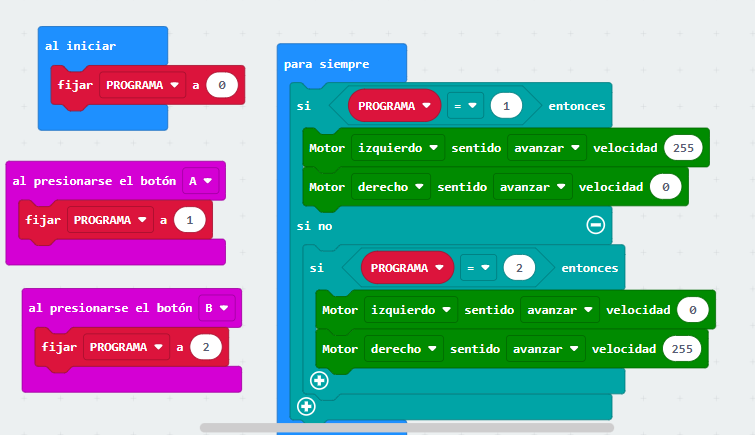 al iniciar
fijar PROGRAMA a 0
al presionarse el botón A
fijar PROGRAMA a 1
al presionarse el botón B
fijar PROGRAMA a 2
para siempre
si PROGRAMA = 1 entonces
Motor izquierdo sentido avanzar velocidad 255
Motor derecho sentido avanzar velocidad 0
si no
si PROGRAMA = 2 entonces
Motor izquierdo sentido avanzar velocidad 0
Motor derecho sentido avanzar velocidad 255